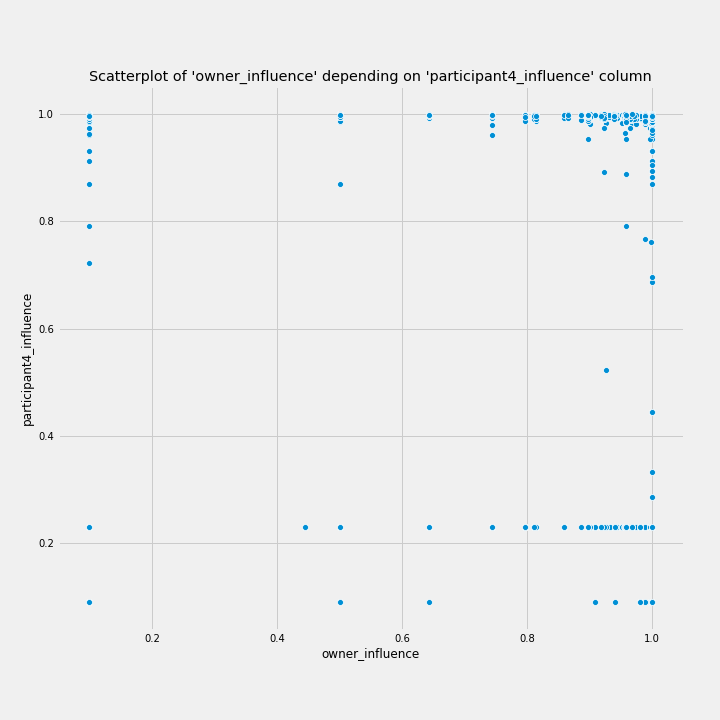 Scatterplot of 'owner_influence' depending on 'participant4_influence' column
1.0
0.8
0.6
0.4
0.2
participant4_influence
0.2 0.4 0.6 0.8 1.0
owner_influence